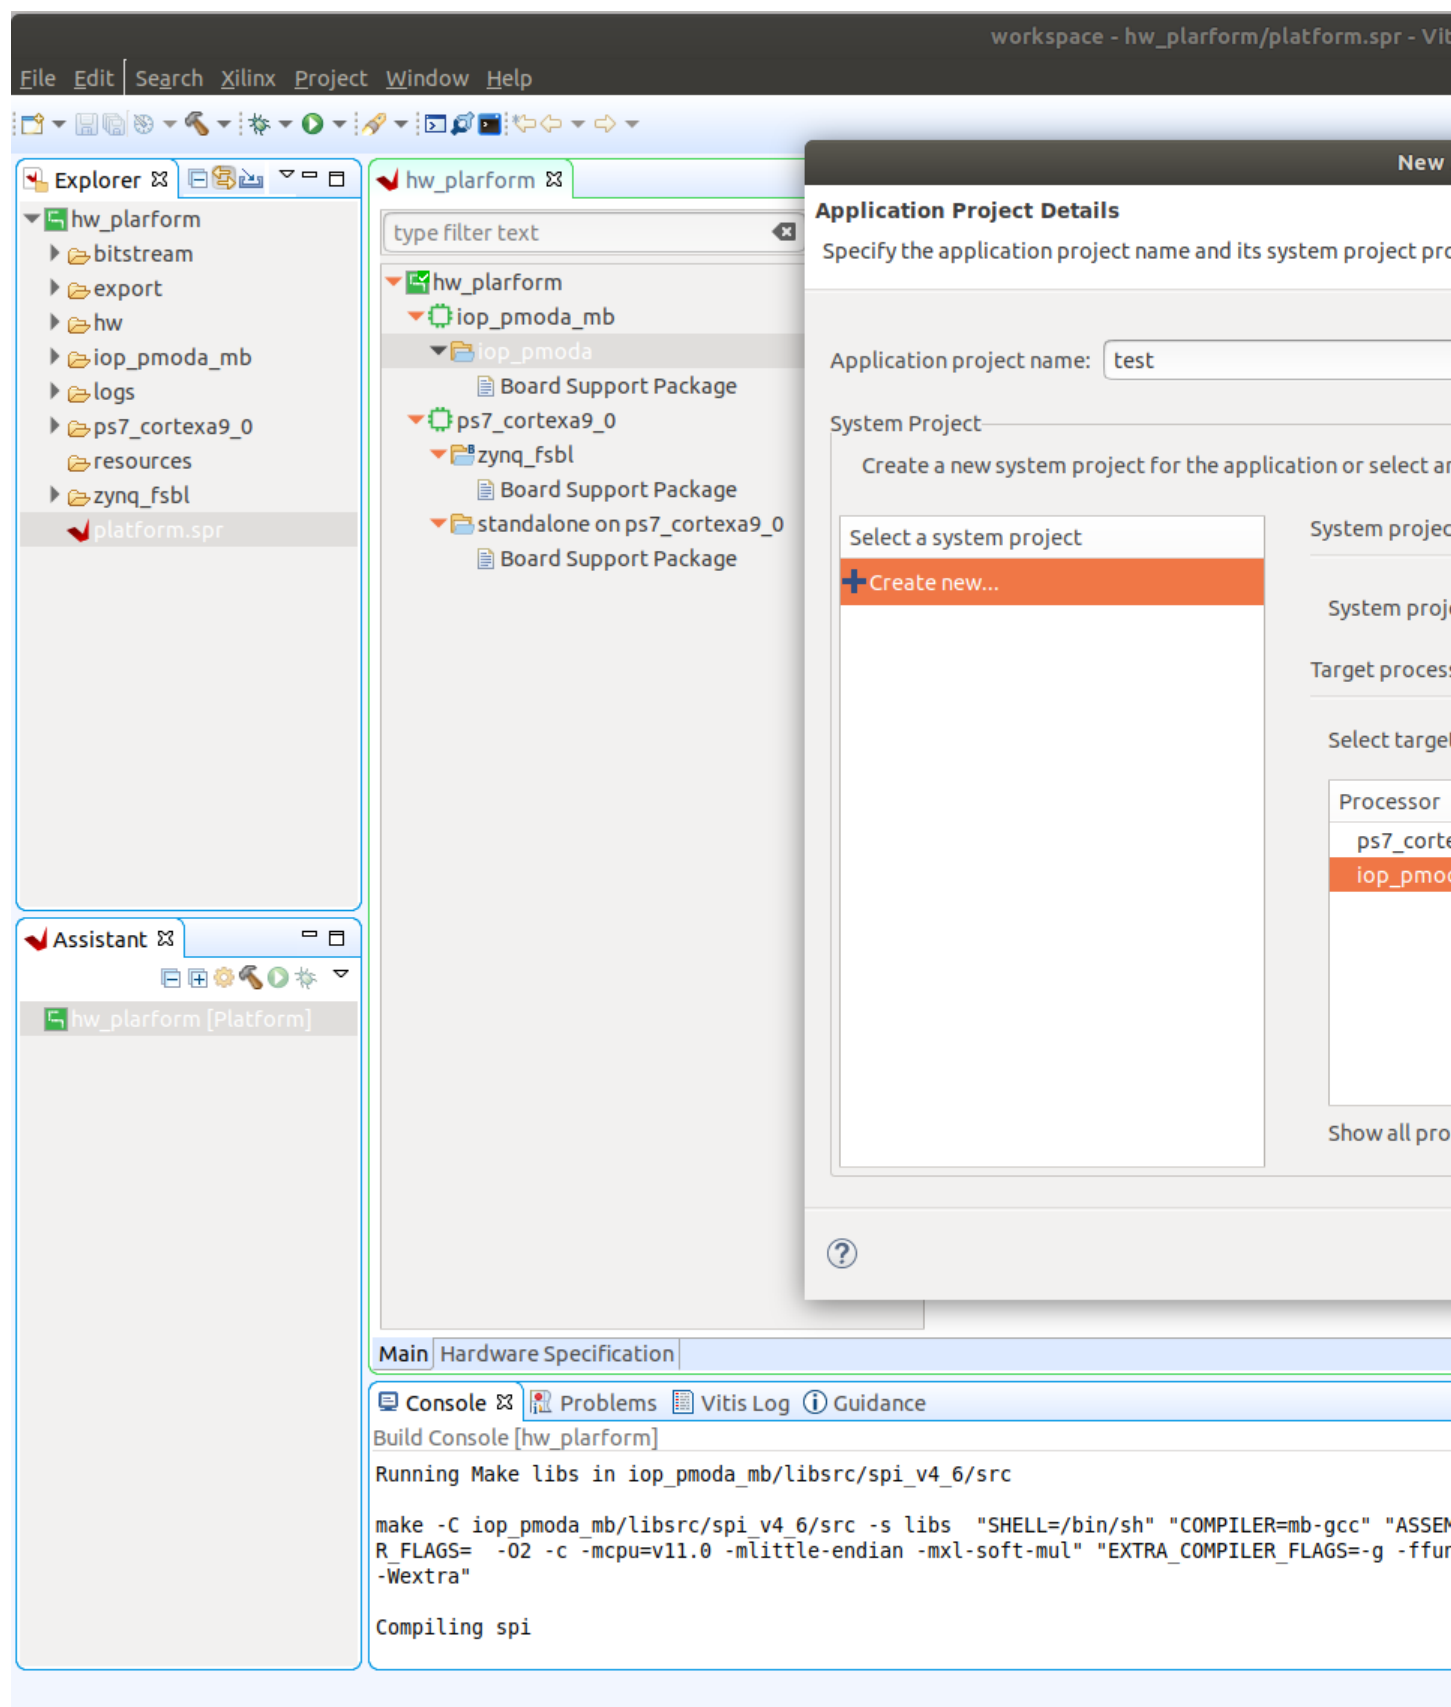 workspace - hw_plarform/platform.spr - Vit
File Edit Search Xilinx Project Window Help
Explorer
hw_plarform
bitstream
export
hw
iop_pmoda_mb
logs
ps7_cortexa9_0
resources
zynq_fsbl
platform.spr
Assistant
hw_plarform [Platform]
hw_plarform
type filter text
hw_plarform
iop_pmoda_mb
iop_pmoda
Board Support Package
ps7_cortexa9_0
zynq_fsbl
Board Support Package
standalone on ps7_cortexa9_0
Board Support Package
Main Hardware Specification
New
Application Project Details
Specify the application project name and its system project pro
Application project name: test
System Project
Create a new system project for the application or select an
Select a system project
Create new...
System projec
System proje
Target process
Select target
Processor
ps7_corte
iop_pmod
Show all pro
Console Problems Vitis Log Guidance
Build Console [hw_plarform]
Running Make libs in iop_pmoda_mb/libsrc/spi_v4_6/src
make -C iop_pmoda_mb/libsrc/spi_v4_6/src -s libs "SHELL=/bin/sh" "COMPILER=mb-gcc" "ASSEM
R_FLAGS= -O2 -c -mcpu=v11.0 -mlittle-endian -mxl-soft-mul" "EXTRA_COMPILER_FLAGS=-g -ffun
-Wextra"
Compiling spi